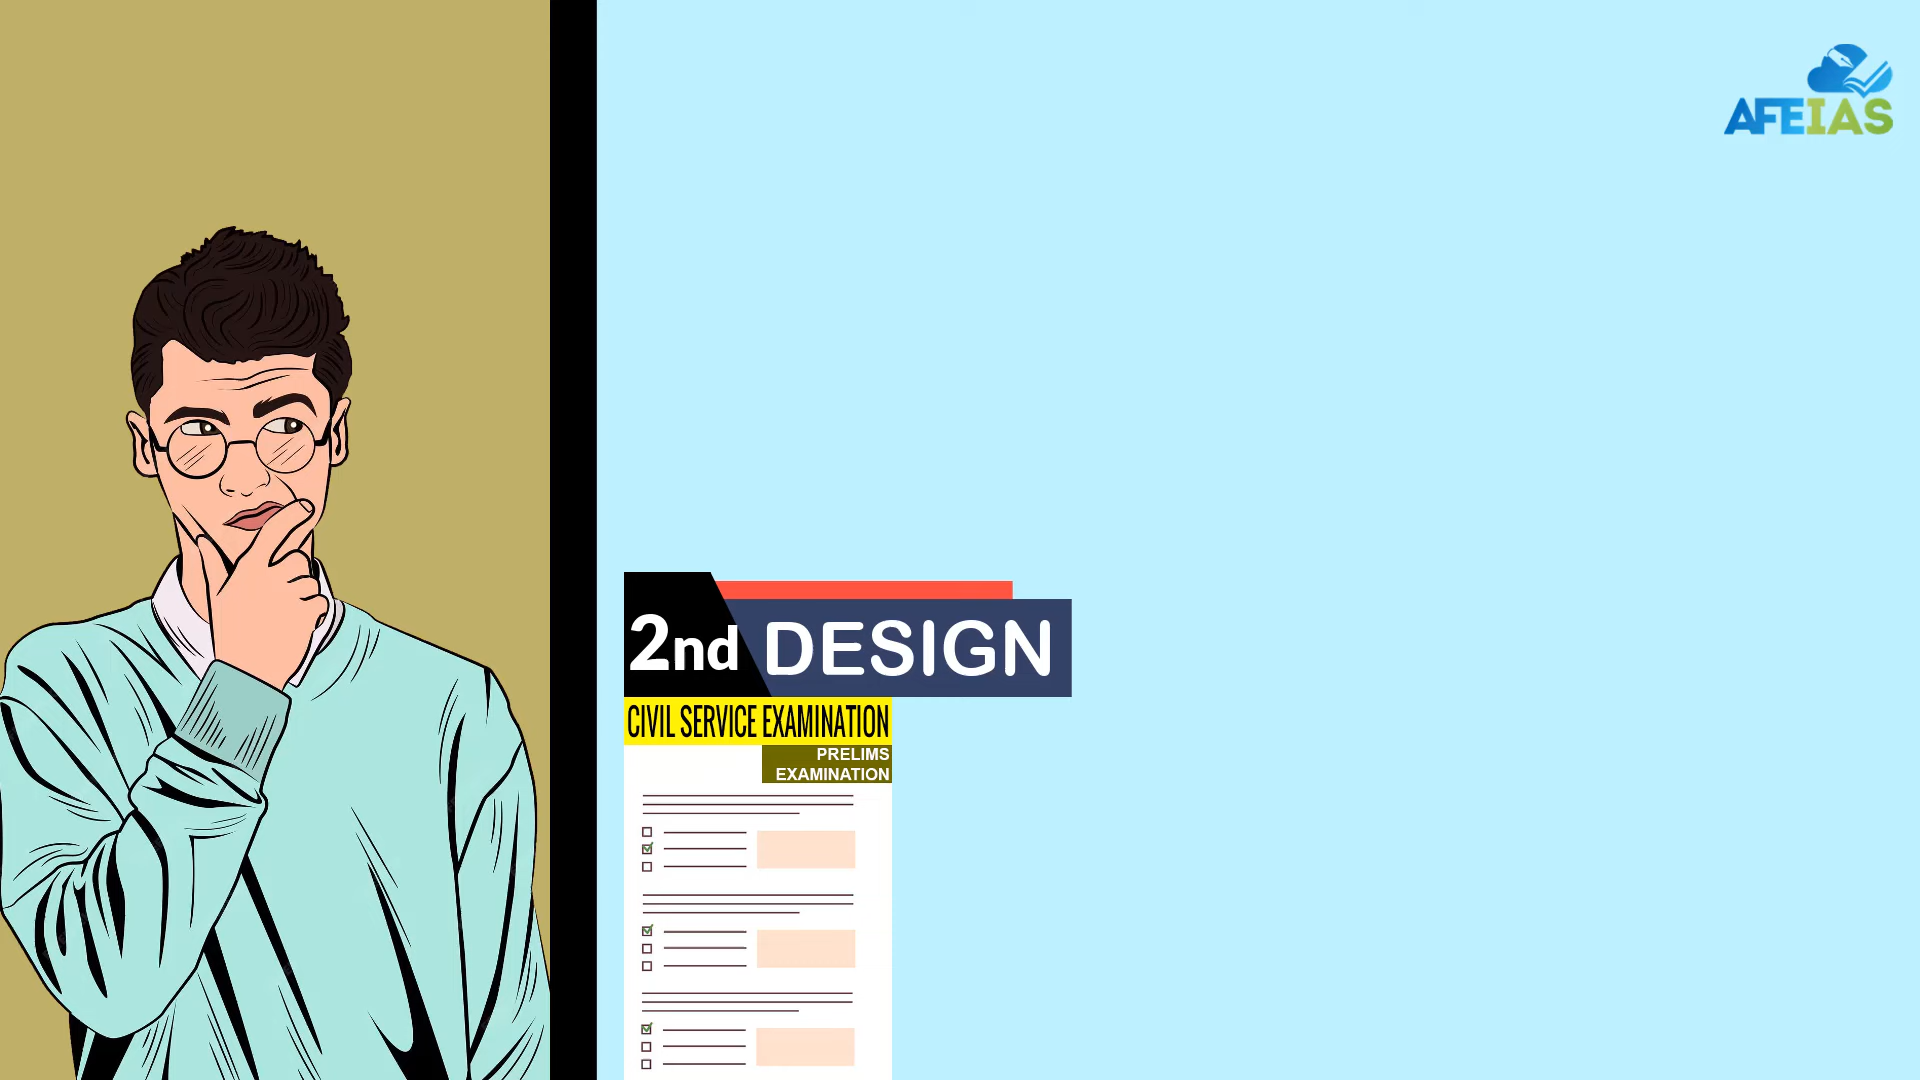 AFEIAS
2nd DESIGN
CIVIL SERVICE EXAMINATION
PRELIMS
EXAMINATION